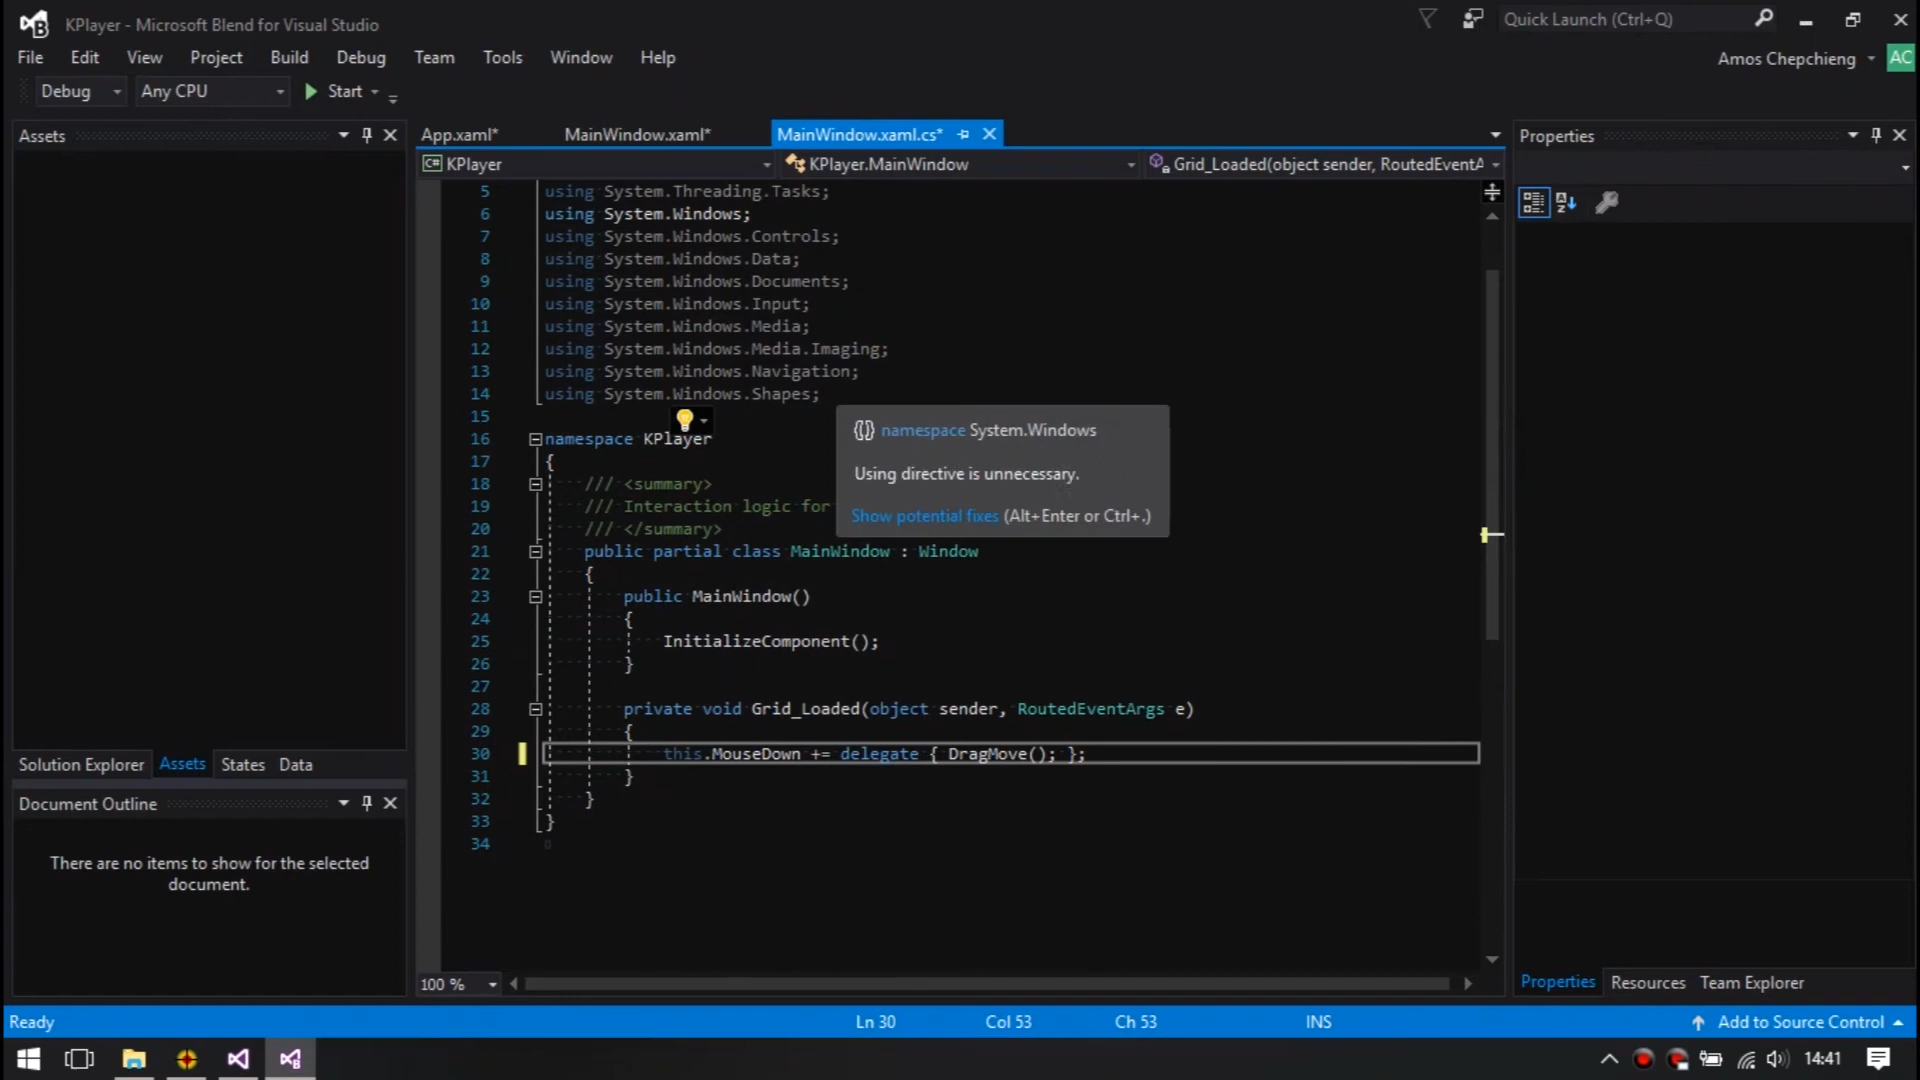 KPlayer - Microsoft Blend for Visual Studio
Quick Launch (Ctrl+Q)
File Edit View Project Build Debug Team Tools Window Help
Amos Chepchieng AC
Debug Any CPU Start
Assets
App.xaml* MainWindow.xaml* MainWindow.xaml.cs*
Properties
C# KPlayer KPlayer.MainWindow Grid_Loaded(object sender, RoutedEventA
5 using System.Threading.Tasks;
6 using System.Windows;
7 using System.Windows.Controls;
8 using System.Windows.Data;
9 using System.Windows.Documents;
10 using System.Windows.Input;
11 using System.Windows.Media;
12 using System.Windows.Media.Imaging;
13 using System.Windows.Navigation;
14 using System.Windows.Shapes;
15
16 namespace KPlayer
{} namespace System.Windows
17 {
Using directive is unnecessary.
18 /// <summary>
19 /// Interaction logic for
Show potential fixes (Alt+Enter or Ctrl+.)
20 /// </summary>
21 public partial class MainWindow : Window
22 {
23 public MainWindow()
24 {
25 InitializeComponent();
26 }
27
28 private void Grid_Loaded(object sender, RoutedEventArgs e)
29 {
30 this.MouseDown += delegate { DragMove(); };
31 }
32 }
33 }
34
Solution Explorer Assets States Data
Document Outline
There are no items to show for the selected
document.
100 %
Properties Resources Team Explorer
Ready Ln 30 Col 53 Ch 53 INS Add to Source Control
14:41